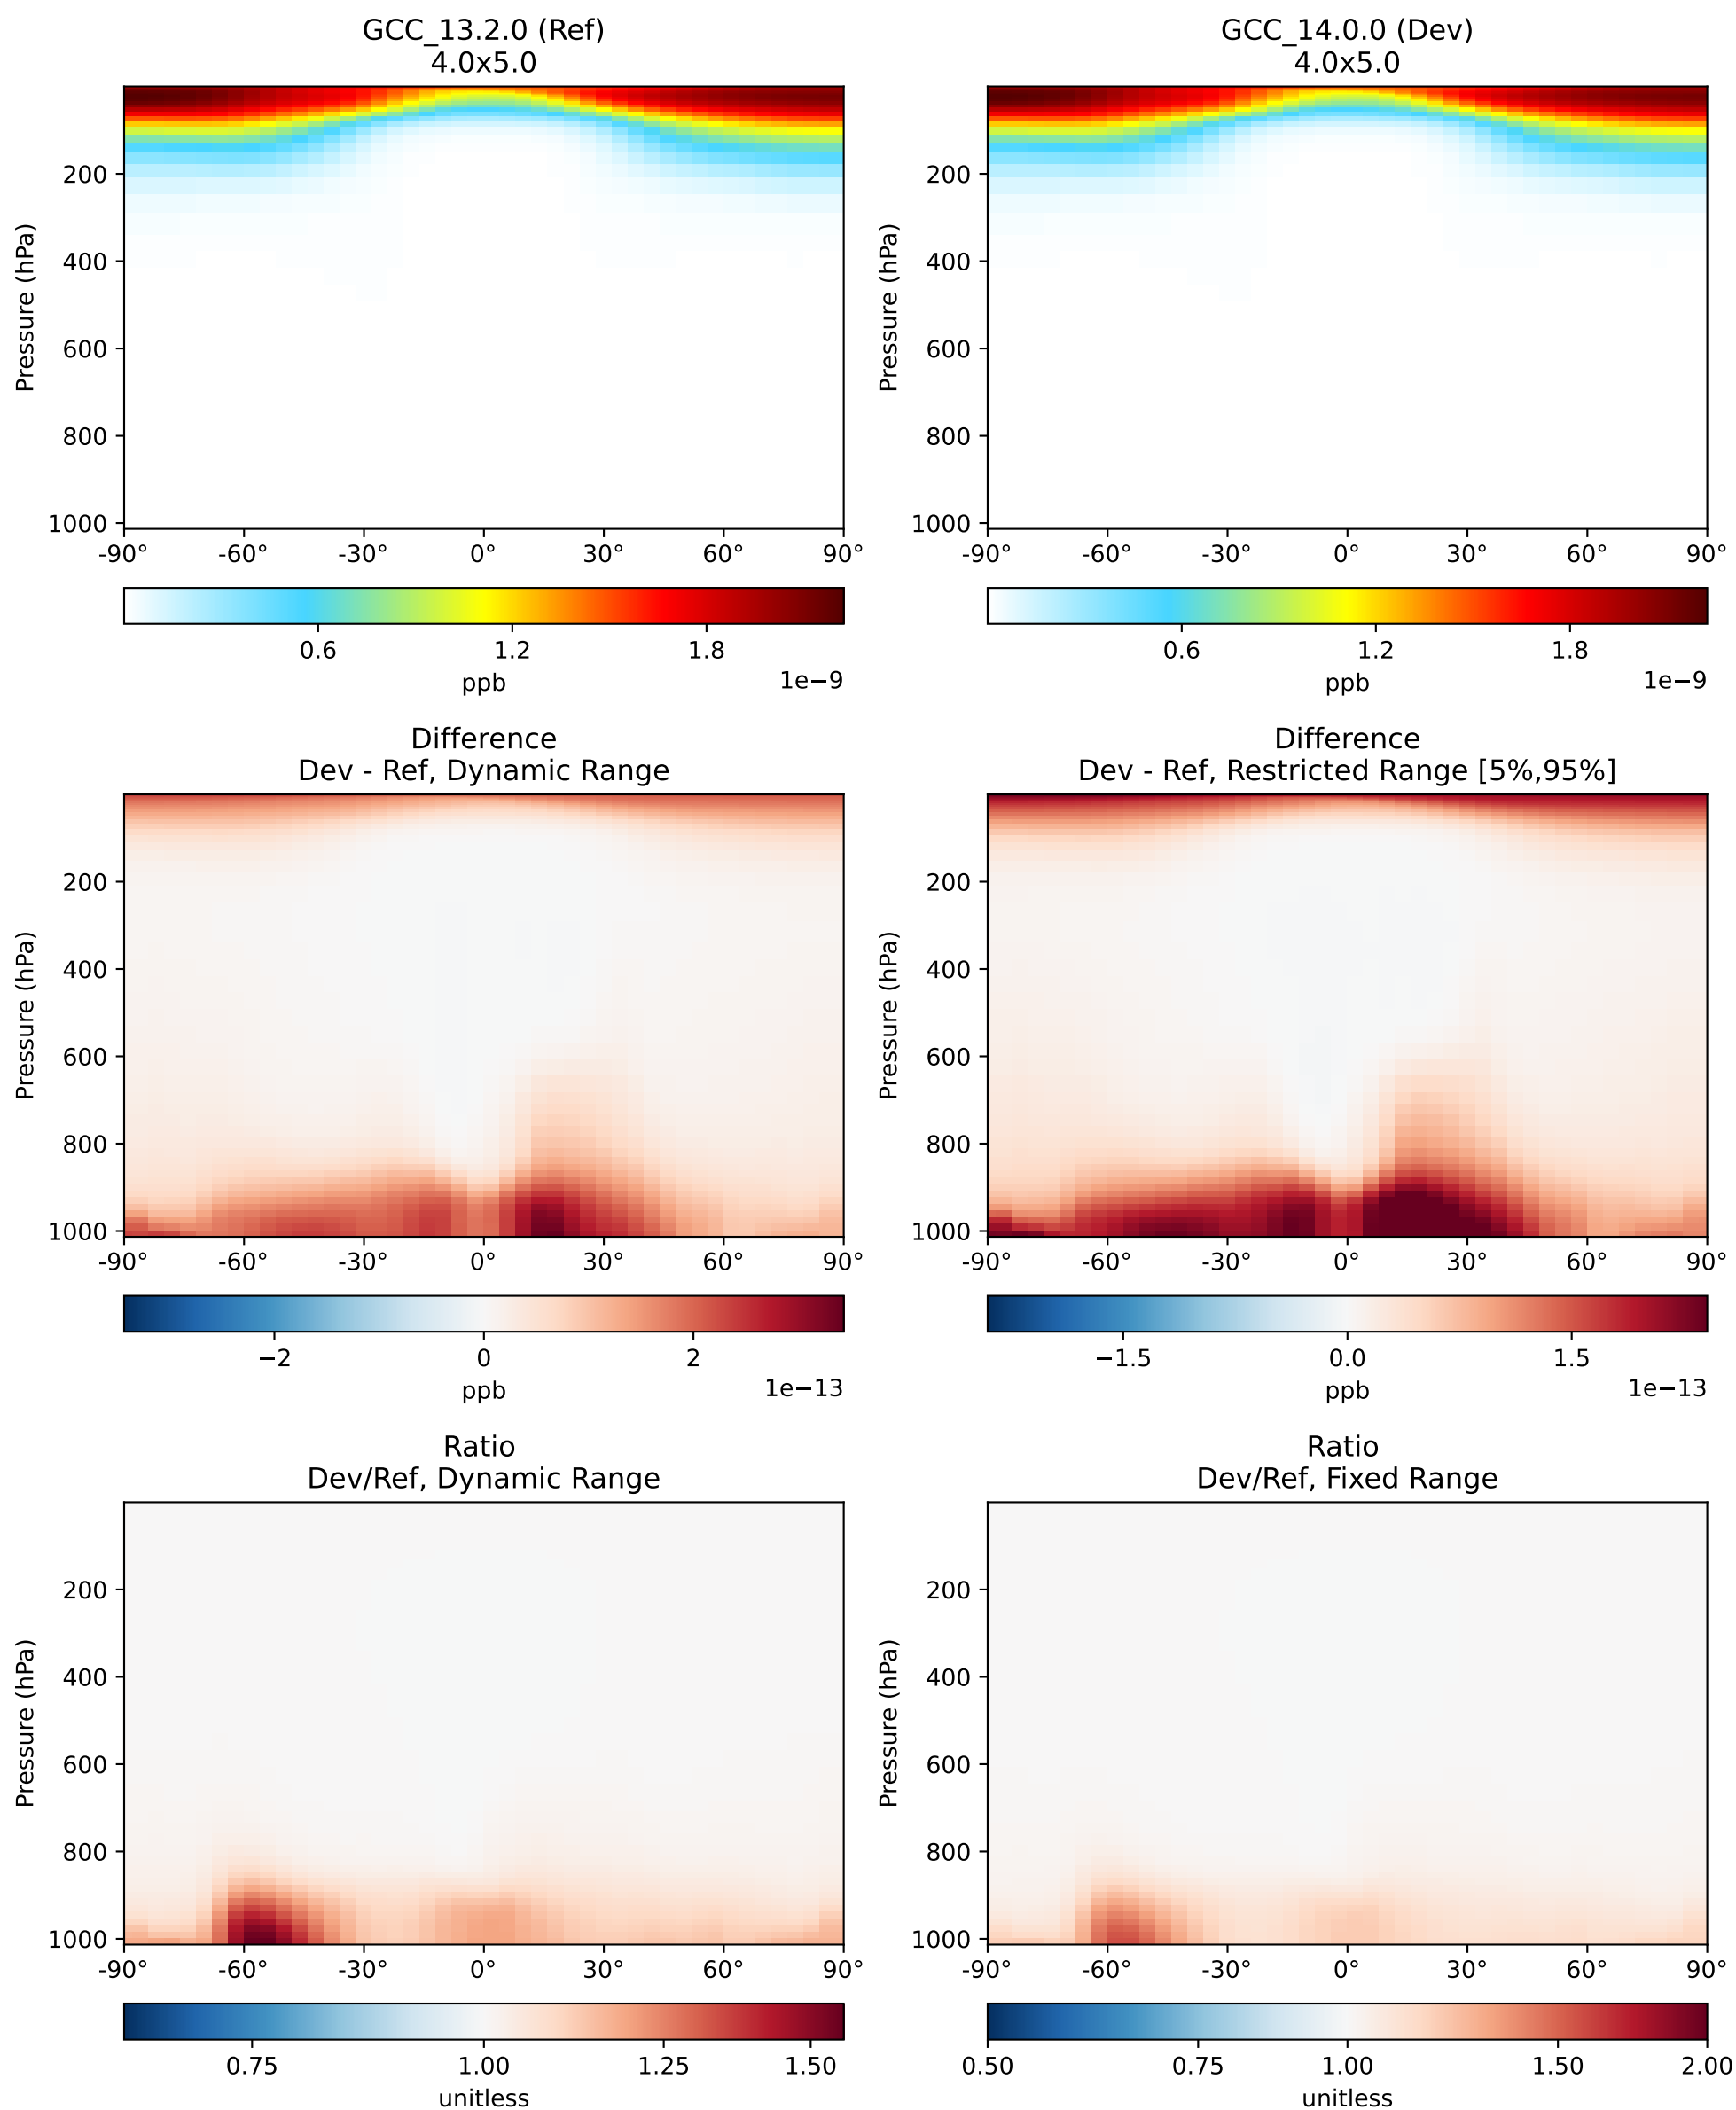 GCC_13.2.0 (Ref)
4.0x5.0
Pressure (hPa)
200
400
600
800
1000
-90° -60° -30° 0° 30° 60° 90°
0.6 1.2 1.8
ppb
1e−9
GCC_14.0.0 (Dev)
4.0x5.0
Pressure (hPa)
200
400
600
800
1000
-90° -60° -30° 0° 30° 60° 90°
0.6 1.2 1.8
ppb
1e−9
Difference
Dev - Ref, Dynamic Range
Pressure (hPa)
200
400
600
800
1000
-90° -60° -30° 0° 30° 60° 90°
−2 0 2
ppb
1e−13
Difference
Dev - Ref, Restricted Range [5%,95%]
Pressure (hPa)
200
400
600
800
1000
-90° -60° -30° 0° 30° 60° 90°
−1.5 0.0 1.5
ppb
1e−13
Ratio
Dev/Ref, Dynamic Range
Pressure (hPa)
200
400
600
800
1000
-90° -60° -30° 0° 30° 60° 90°
0.75 1.00 1.25 1.50
unitless
Ratio
Dev/Ref, Fixed Range
Pressure (hPa)
200
400
600
800
1000
-90° -60° -30° 0° 30° 60° 90°
0.50 0.75 1.00 1.50 2.00
unitless